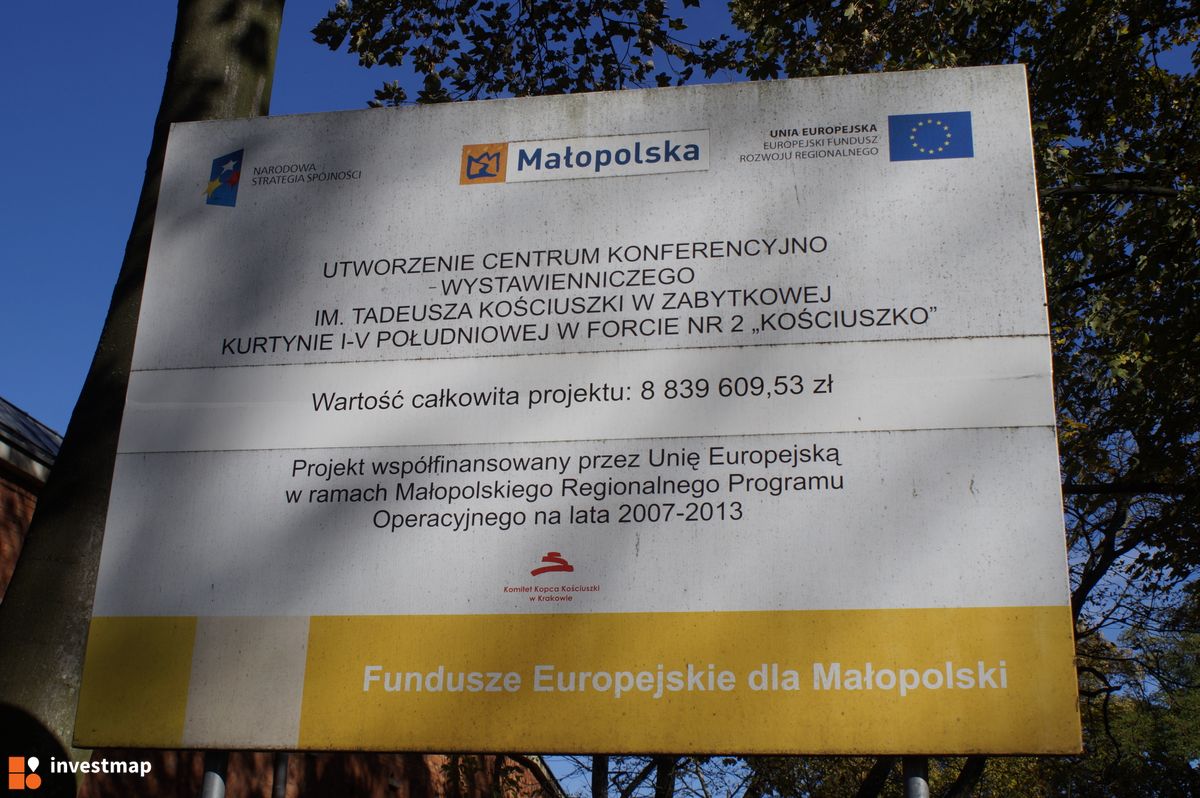 NARODOWA
STRATEGIA SPÓJNOŚCI
Małopolska
UNIA EUROPEJSKA
EUROPEJSKI FUNDUSZ
ROZWOJU REGIONALNEGO
UTWORZENIE CENTRUM KONFERENCYJNO
-WYSTAWIENNICZEGO
IM. TADEUSZA KOŚCIUSZKI W ZABYTKOWEJ
KURTYNIE I-V POŁUDNIOWEJ W FORCIE NR 2 „KOŚCIUSZKO”
Wartość całkowita projektu: 8 839 609,53 zł
Projekt współfinansowany przez Unię Europejską
w ramach Małopolskiego Regionalnego Programu
Operacyjnego na lata 2007-2013
Komitet Kopca Kościuszki
w Krakowie
Fundusze Europejskie dla Małopolski
investmap